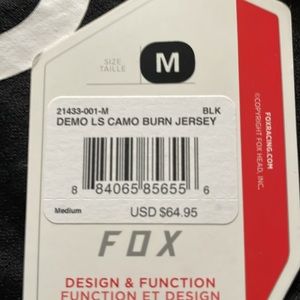 SIZE
TAILLE
M
21433-001-M BLK
DEMO LS CAMO BURN JERSEY
8 84065 85655 6
Medium USD $64.95
FOX
DESIGN & FUNCTION
FUNCTION ET DESIGN
FOXRACING.COM
©COPYRIGHT FOX HEAD, INC.